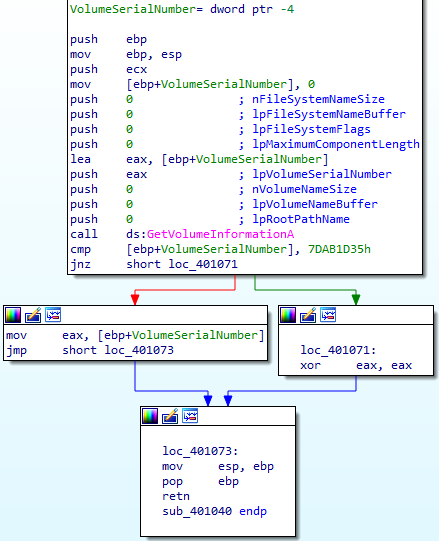 VolumeSerialNumber= dword ptr -4
push    ebp
mov     ebp, esp
push    ecx
mov     [ebp+VolumeSerialNumber], 0
push    0               ; nFileSystemNameSize
push    0               ; lpFileSystemNameBuffer
push    0               ; lpFileSystemFlags
push    0               ; lpMaximumComponentLength
lea     eax, [ebp+VolumeSerialNumber]
push    eax             ; lpVolumeSerialNumber
push    0               ; nVolumeNameSize
push    0               ; lpVolumeNameBuffer
push    0               ; lpRootPathName
call    ds:GetVolumeInformationA
cmp     [ebp+VolumeSerialNumber], 7DAB1D35h
jnz     short loc_401071
mov     eax, [ebp+VolumeSerialNumber]
jmp     short loc_401073
loc_401071:
xor     eax, eax
loc_401073:
mov     esp, ebp
pop     ebp
retn
sub_401040 endp